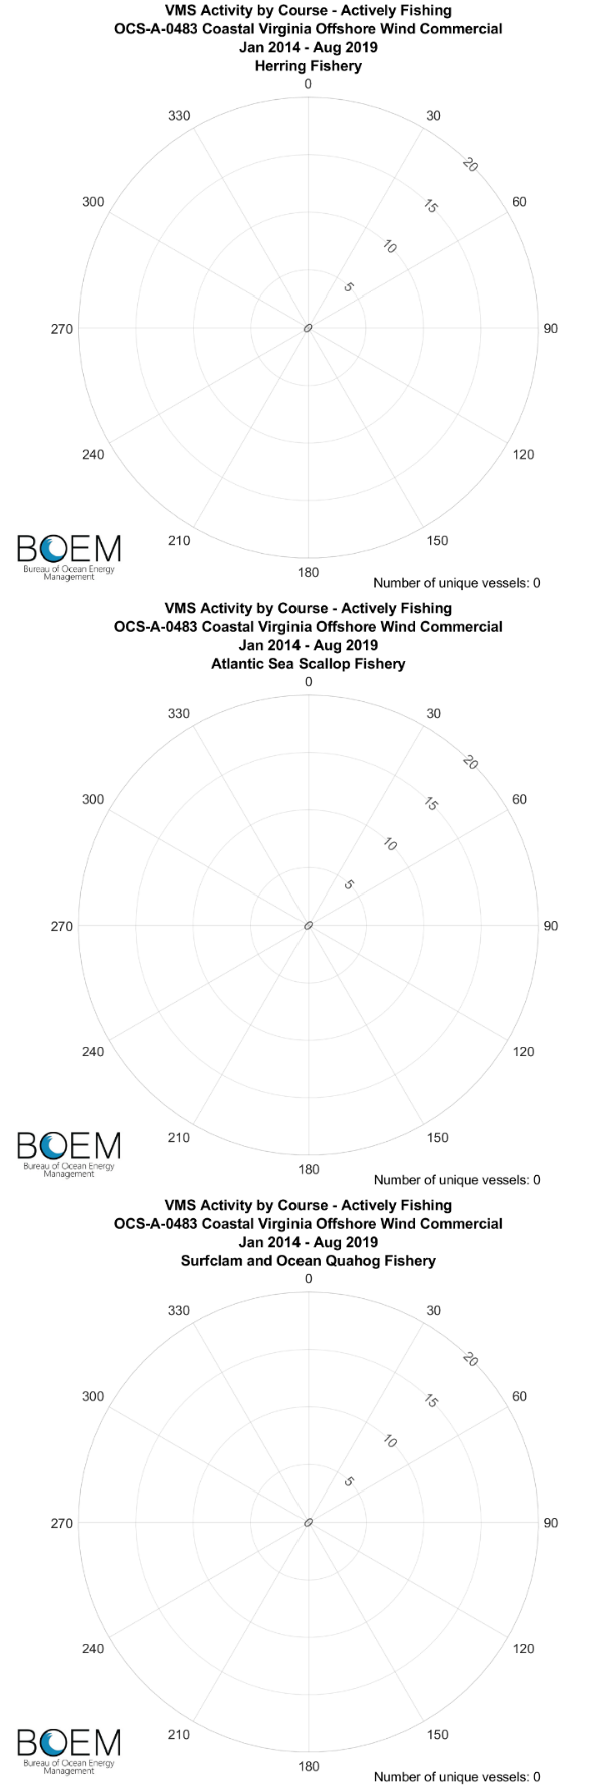 VMS Activity by Course - Actively Fishing
OCS-A-0483 Coastal Virginia Offshore Wind Commercial
Jan 2014 - Aug 2019
Herring Fishery
0
330
30
20
300
60
15
10
5
270
0
90
240
120
210
150
BOEM
Bureau of Ocean Energy
Management
180
Number of unique vessels: 0
VMS Activity by Course - Actively Fishing
OCS-A-0483 Coastal Virginia Offshore Wind Commercial
Jan 2014 - Aug 2019
Atlantic Sea Scallop Fishery
0
330
30
20
300
60
15
10
5
270
0
90
240
120
210
150
BOEM
Bureau of Ocean Energy
Management
180
Number of unique vessels: 0
VMS Activity by Course - Actively Fishing
OCS-A-0483 Coastal Virginia Offshore Wind Commercial
Jan 2014 - Aug 2019
Surfclam and Ocean Quahog Fishery
0
330
30
20
300
60
15
10
5
270
0
90
240
120
210
150
BOEM
Bureau of Ocean Energy
Management
180
Number of unique vessels: 0